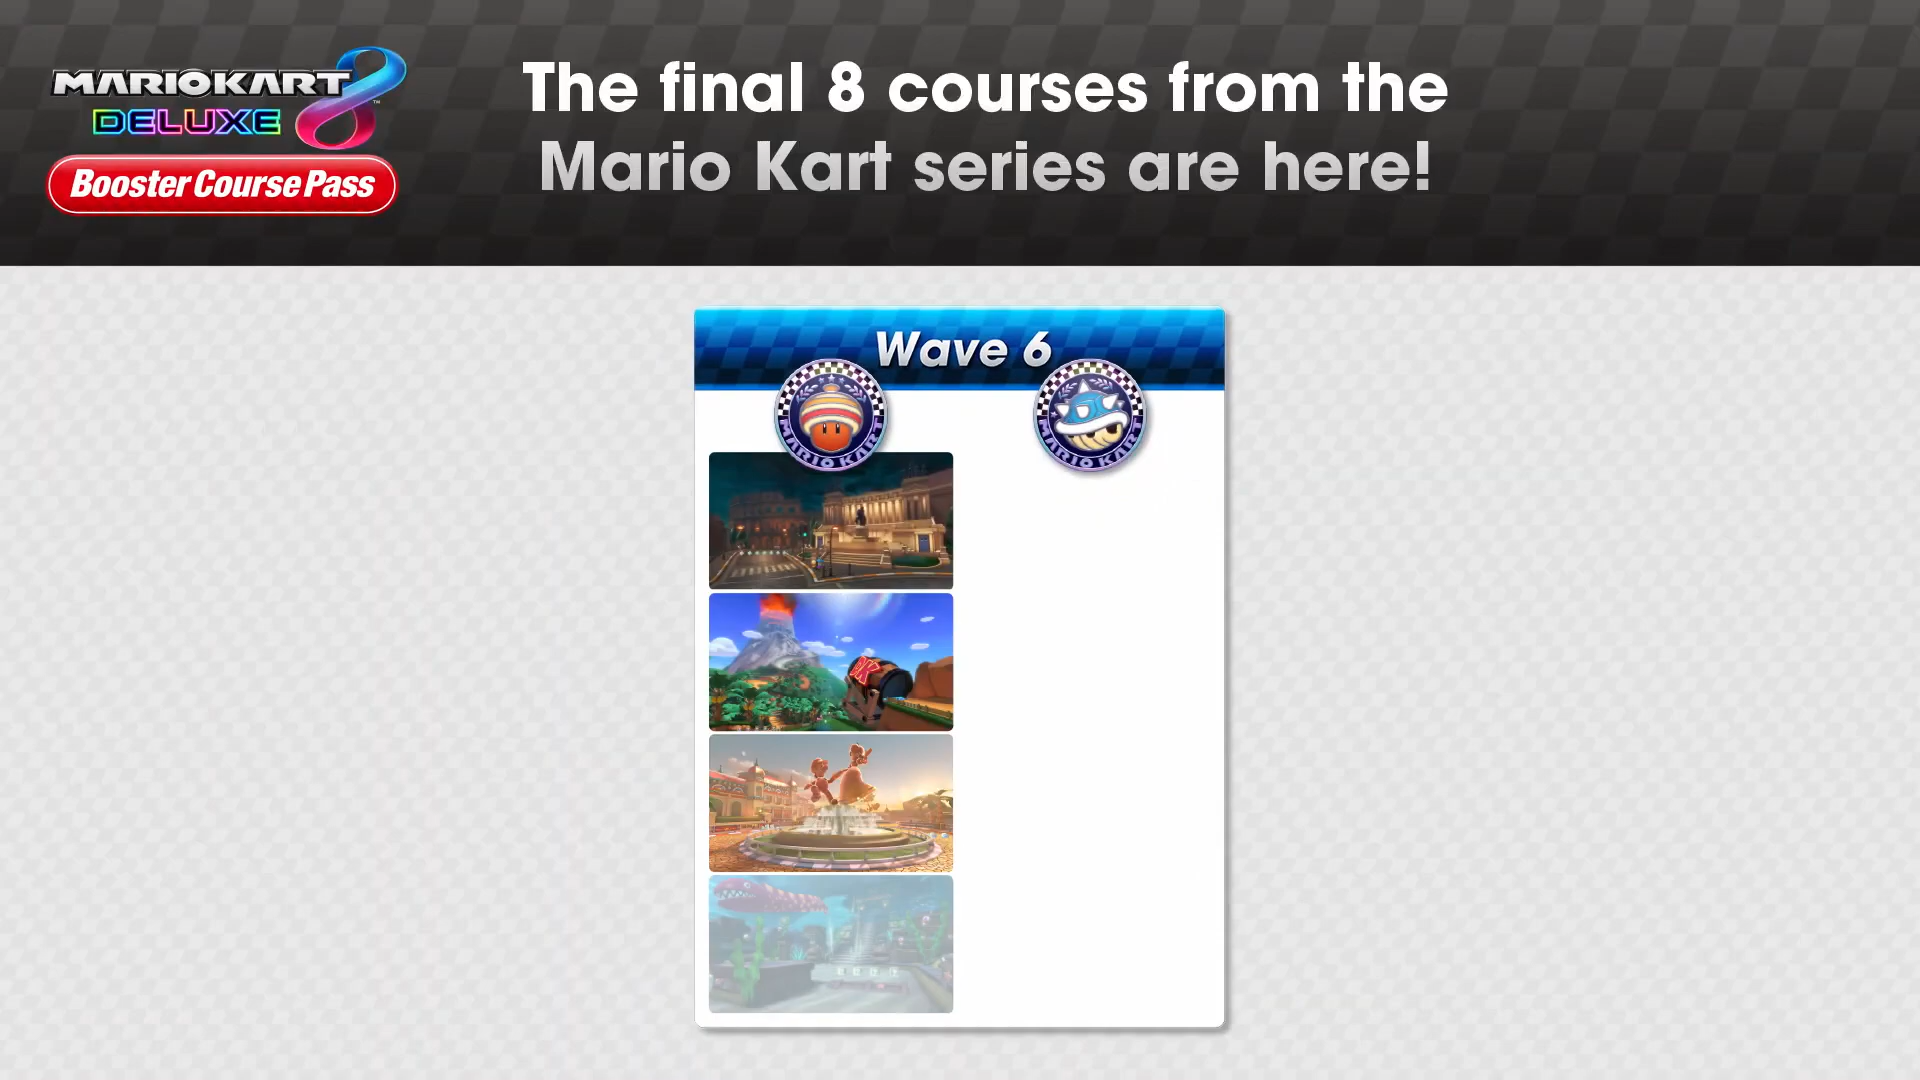 MARIOKART 8
DELUXE
Booster Course Pass
The final 8 courses from the
Mario Kart series are here!
Wave 6
MARIO KART
MARIO KART
DK